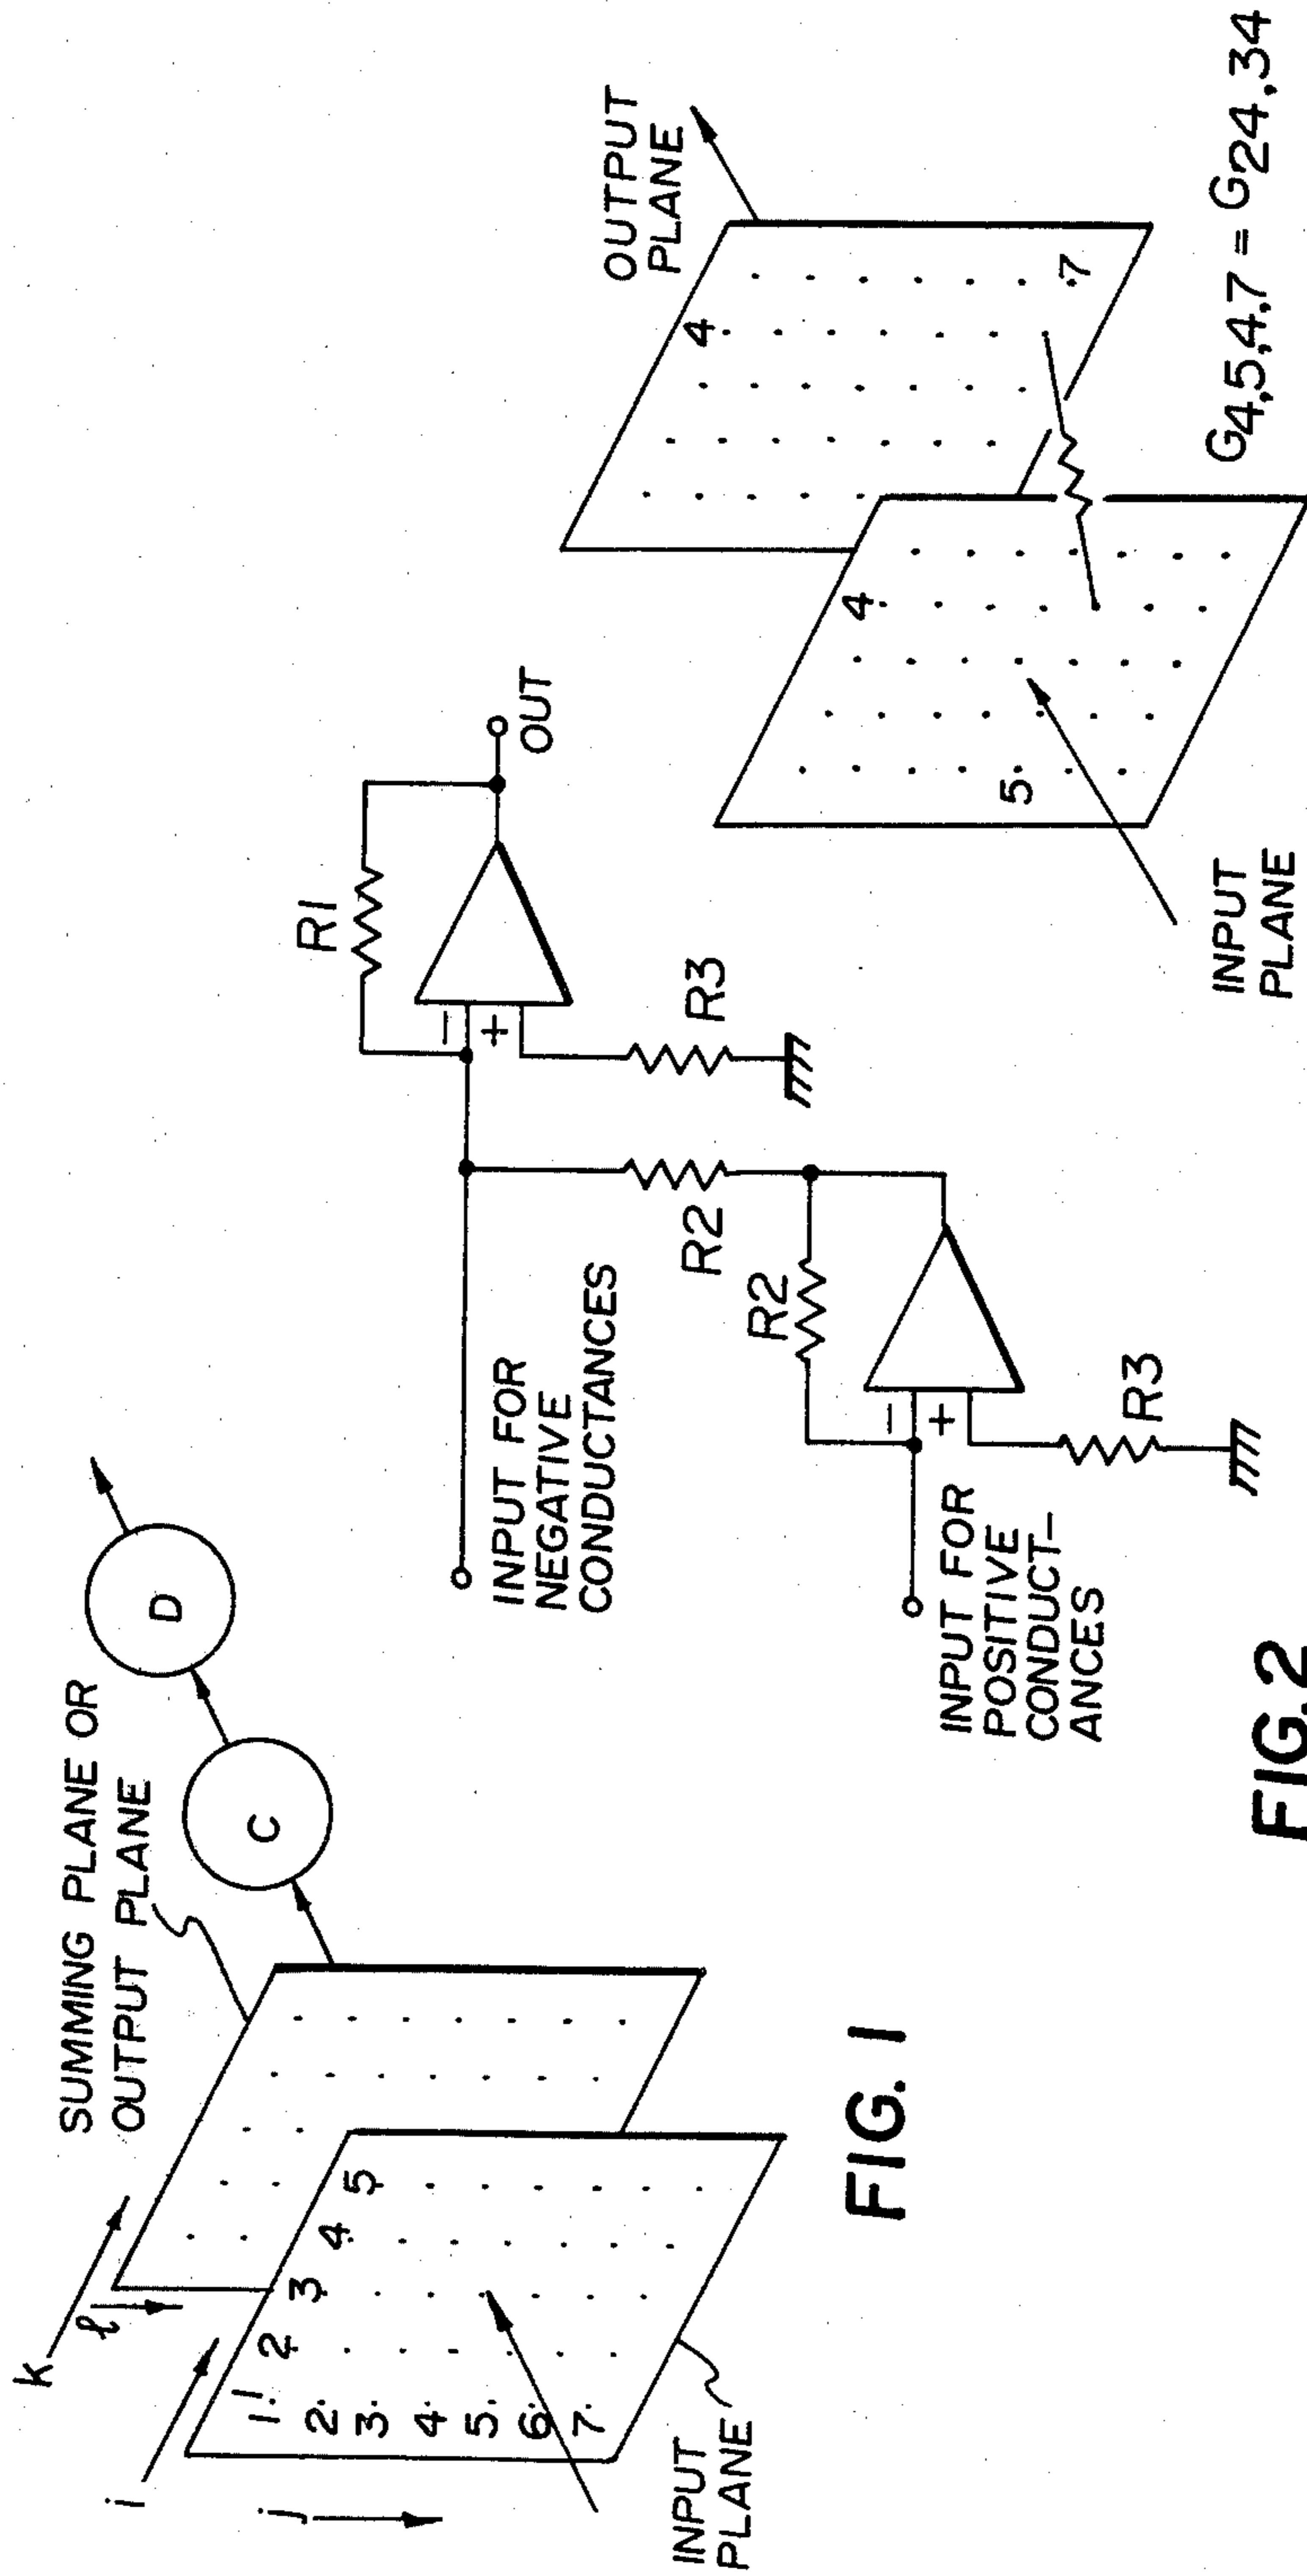 k
ℓ
i
j
SUMMING PLANE OR
OUTPUT PLANE
C
D
1 2 3 4 5
1
2
3
4
5
6
7
INPUT
PLANE
FIG. 1
INPUT FOR
NEGATIVE
CONDUCTANCES
R1
−
+
OUT
R3
R2
R2
−
+
R3
INPUT FOR
POSITIVE
CONDUCT—
ANCES
FIG. 2
OUTPUT
PLANE
4
7
4
5
INPUT
PLANE
G4,5,4,7 = G24,34